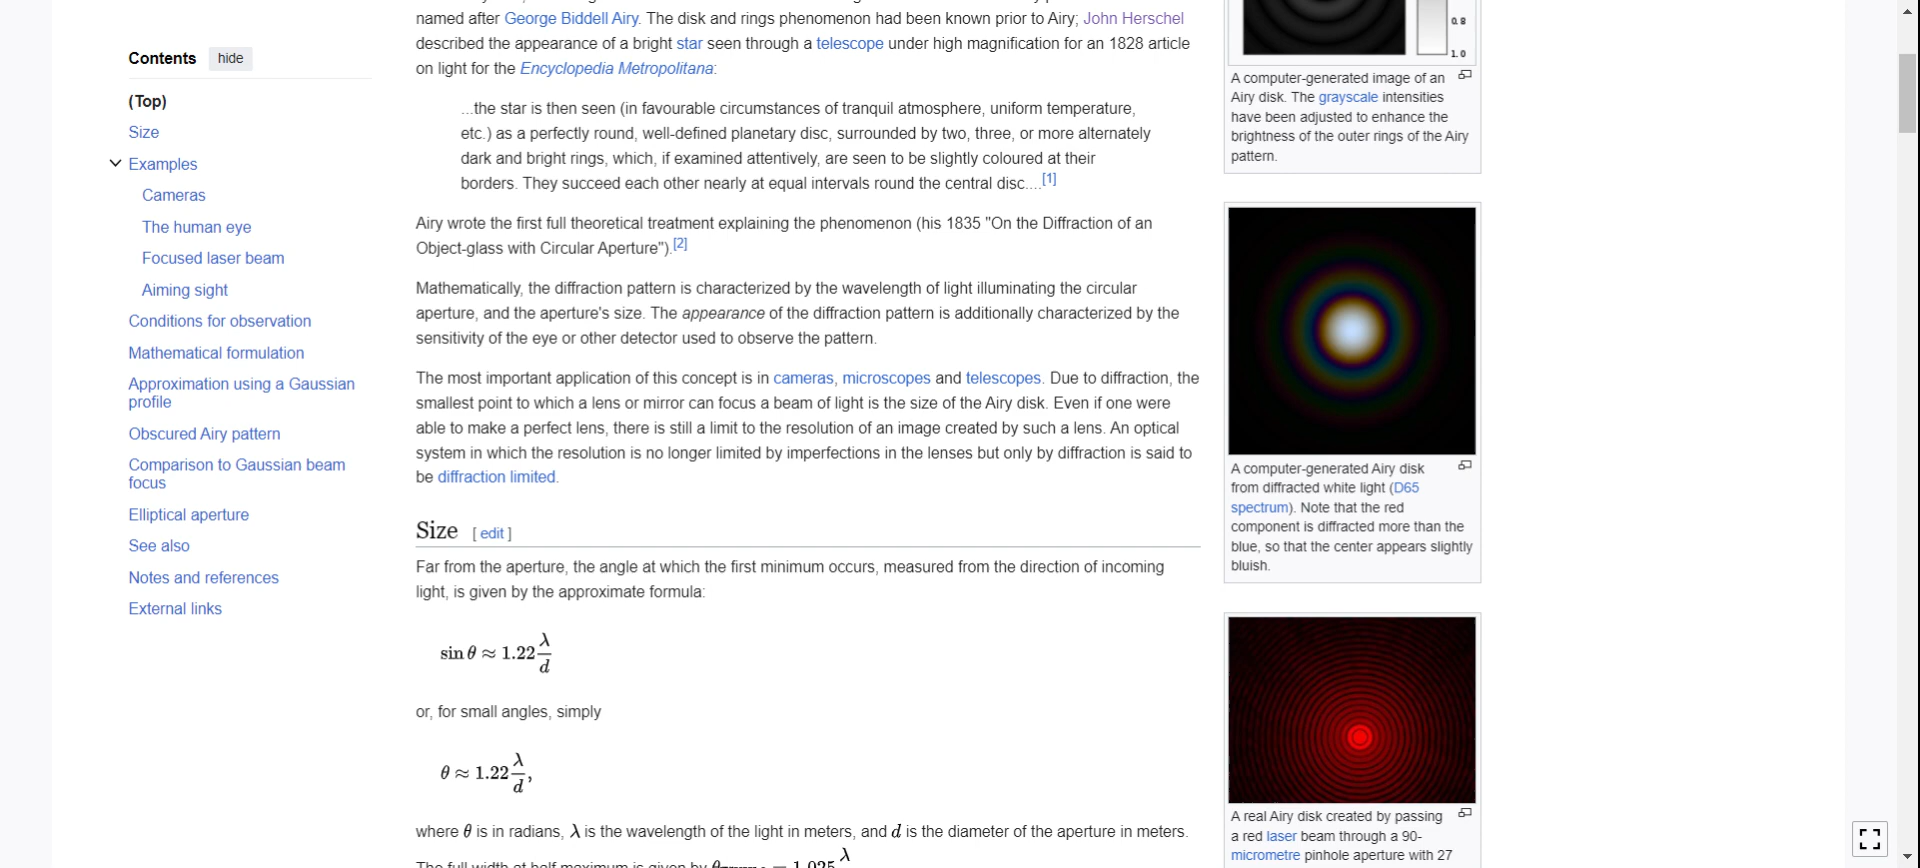 Contents hide
(Top)
Size
Examples
Cameras
The human eye
Focused laser beam
Aiming sight
Conditions for observation
Mathematical formulation
Approximation using a Gaussian
profile
Obscured Airy pattern
Comparison to Gaussian beam
focus
Elliptical aperture
See also
Notes and references
External links
named after George Biddell Airy. The disk and rings phenomenon had been known prior to Airy; John Herschel
described the appearance of a bright star seen through a telescope under high magnification for an 1828 article
on light for the Encyclopedia Metropolitana:
...the star is then seen (in favourable circumstances of tranquil atmosphere, uniform temperature,
etc.) as a perfectly round, well-defined planetary disc, surrounded by two, three, or more alternately
dark and bright rings, which, if examined attentively, are seen to be slightly coloured at their
borders. They succeed each other nearly at equal intervals round the central disc....[1]
Airy wrote the first full theoretical treatment explaining the phenomenon (his 1835 "On the Diffraction of an
Object-glass with Circular Aperture").[2]
Mathematically, the diffraction pattern is characterized by the wavelength of light illuminating the circular
aperture, and the aperture's size. The appearance of the diffraction pattern is additionally characterized by the
sensitivity of the eye or other detector used to observe the pattern.
The most important application of this concept is in cameras, microscopes and telescopes. Due to diffraction, the
smallest point to which a lens or mirror can focus a beam of light is the size of the Airy disk. Even if one were
able to make a perfect lens, there is still a limit to the resolution of an image created by such a lens. An optical
system in which the resolution is no longer limited by imperfections in the lenses but only by diffraction is said to
be diffraction limited.
Size [ edit ]
Far from the aperture, the angle at which the first minimum occurs, measured from the direction of incoming
light, is given by the approximate formula:
sin θ ≈ 1.22 λ/d
or, for small angles, simply
θ ≈ 1.22 λ/d,
where θ is in radians, λ is the wavelength of the light in meters, and d is the diameter of the aperture in meters.
The full width at half maximum is given by θ = 1.025 λ
0.8
1.0
A computer-generated image of an
Airy disk. The grayscale intensities
have been adjusted to enhance the
brightness of the outer rings of the Airy
pattern.
A computer-generated Airy disk
from diffracted white light (D65
spectrum). Note that the red
component is diffracted more than the
blue, so that the center appears slightly
bluish.
A real Airy disk created by passing
a red laser beam through a 90-
micrometre pinhole aperture with 27